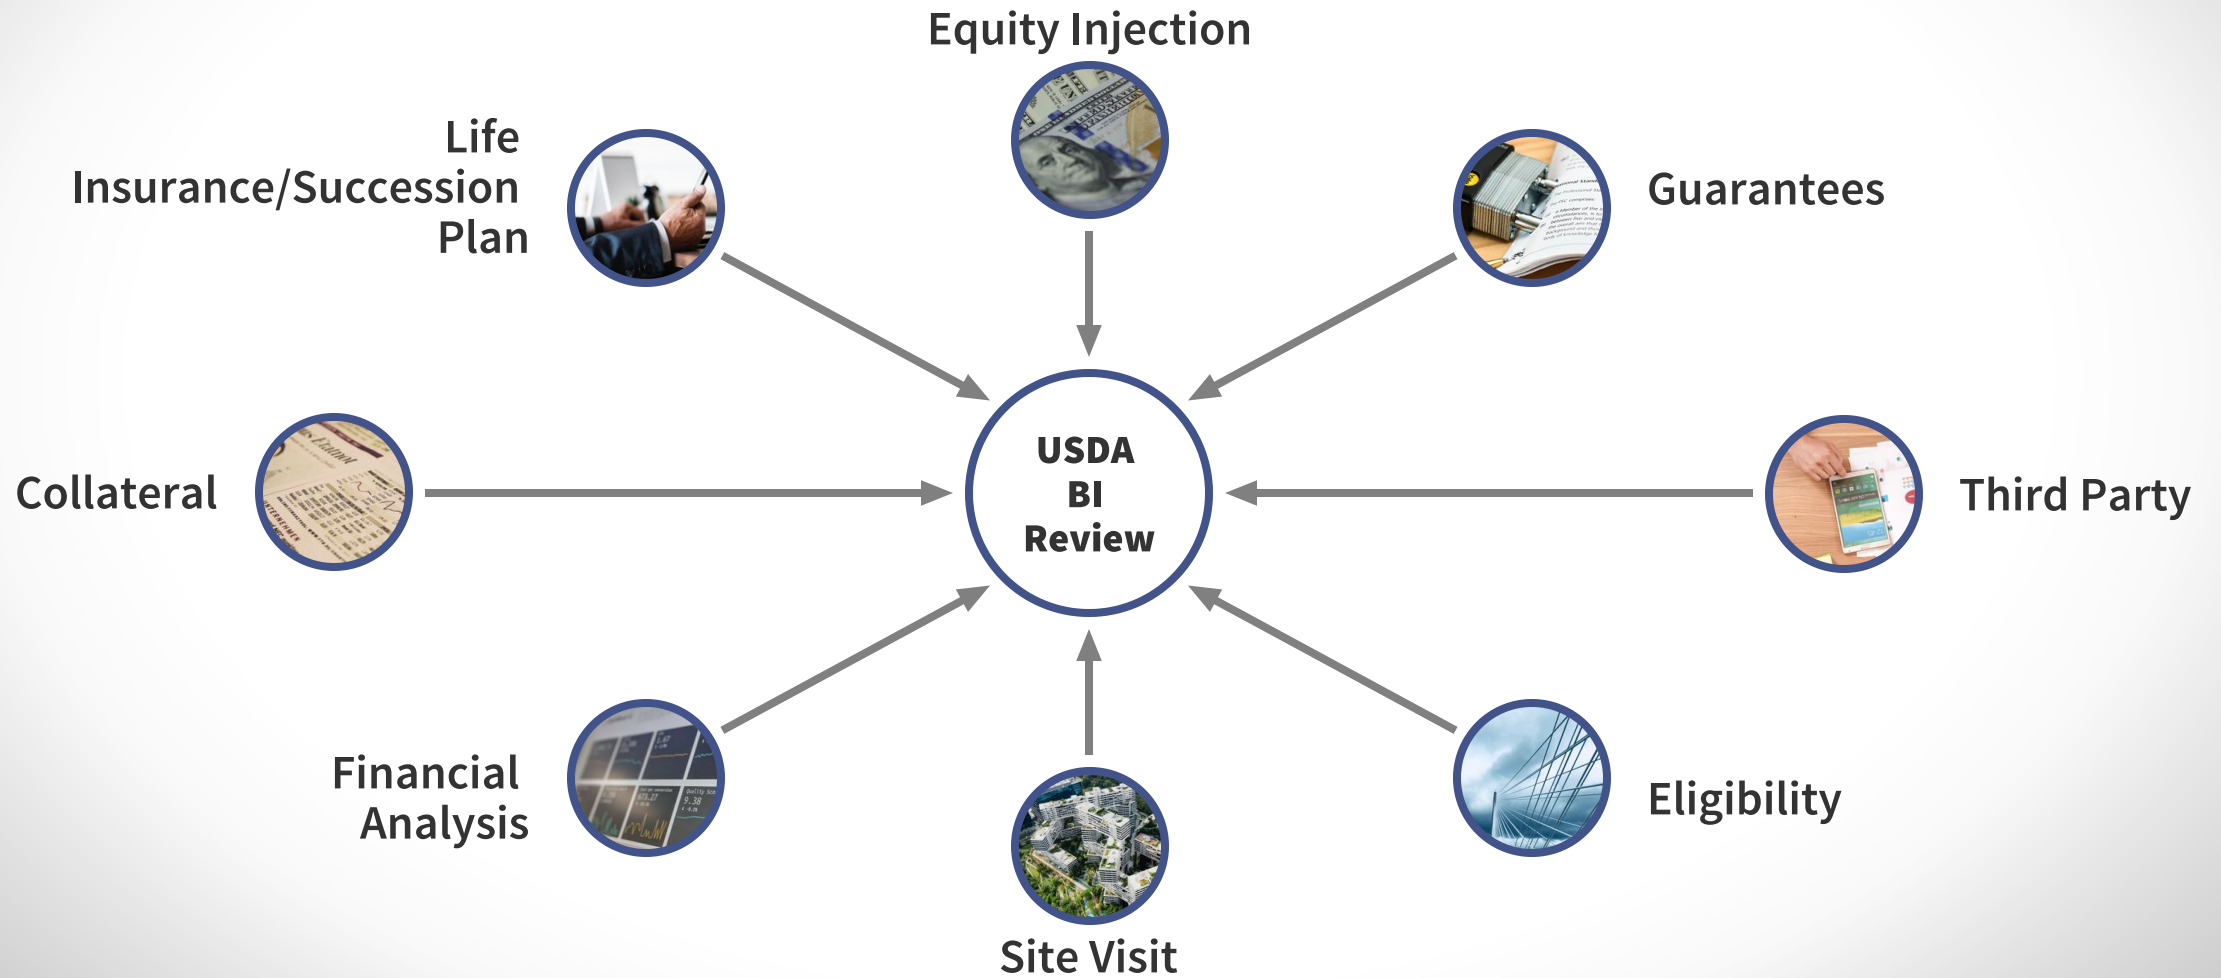 Equity Injection
Life
Insurance/Succession
Plan
Guarantees
USDA
BI
Review
Collateral
Third Party
Financial
Analysis
Eligibility
Site Visit